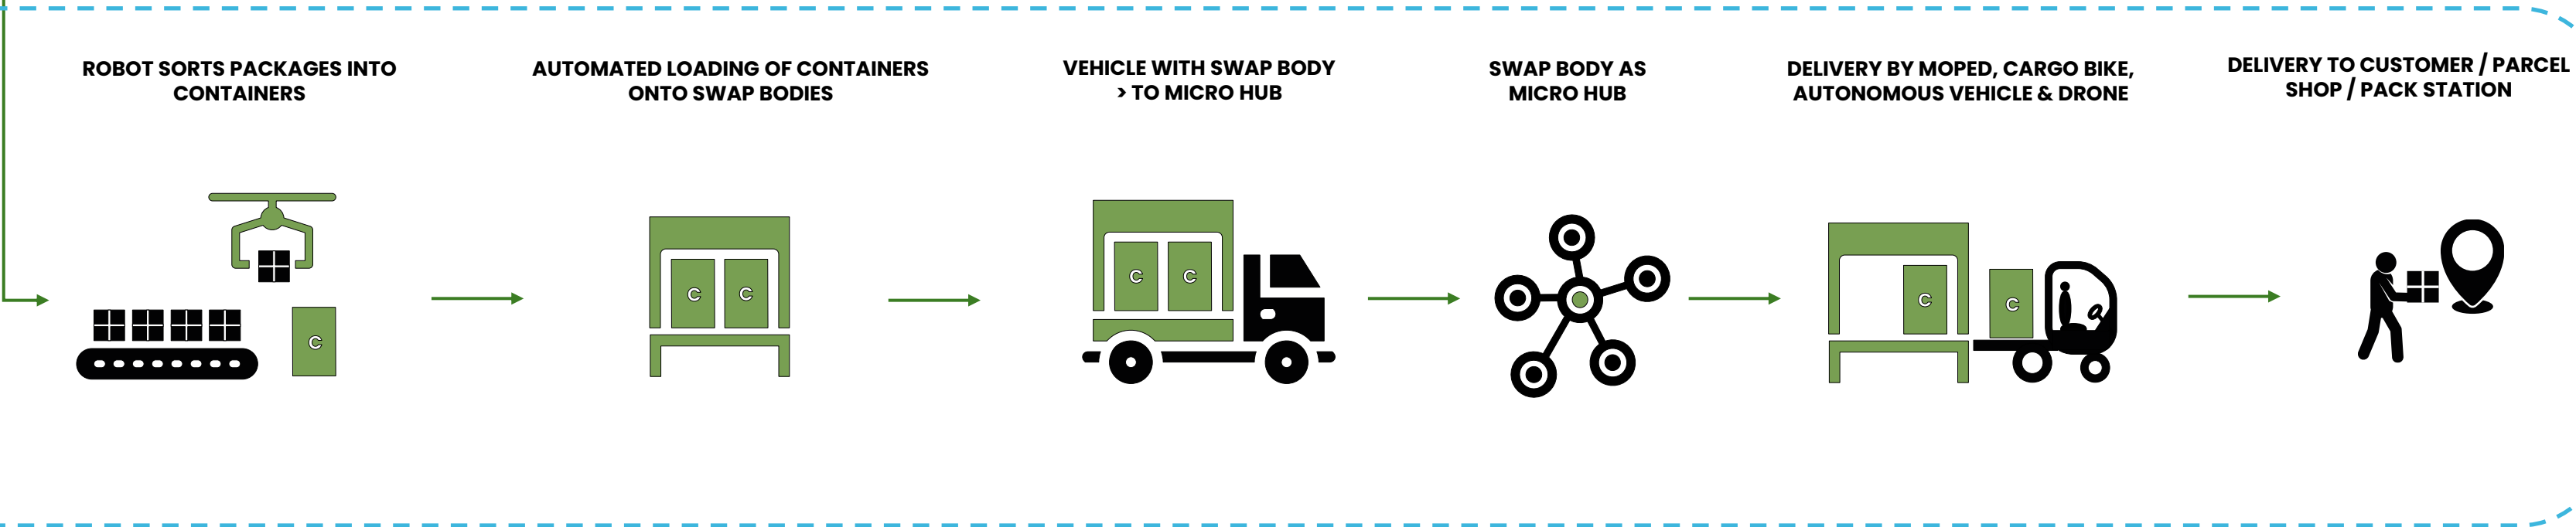 ROBOT SORTS PACKAGES INTO
CONTAINERS
AUTOMATED LOADING OF CONTAINERS
ONTO SWAP BODIES
VEHICLE WITH SWAP BODY
> TO MICRO HUB
SWAP BODY AS
MICRO HUB
DELIVERY BY MOPED, CARGO BIKE,
AUTONOMOUS VEHICLE & DRONE
DELIVERY TO CUSTOMER / PARCEL
SHOP / PACK STATION
C
C C
C C
C C